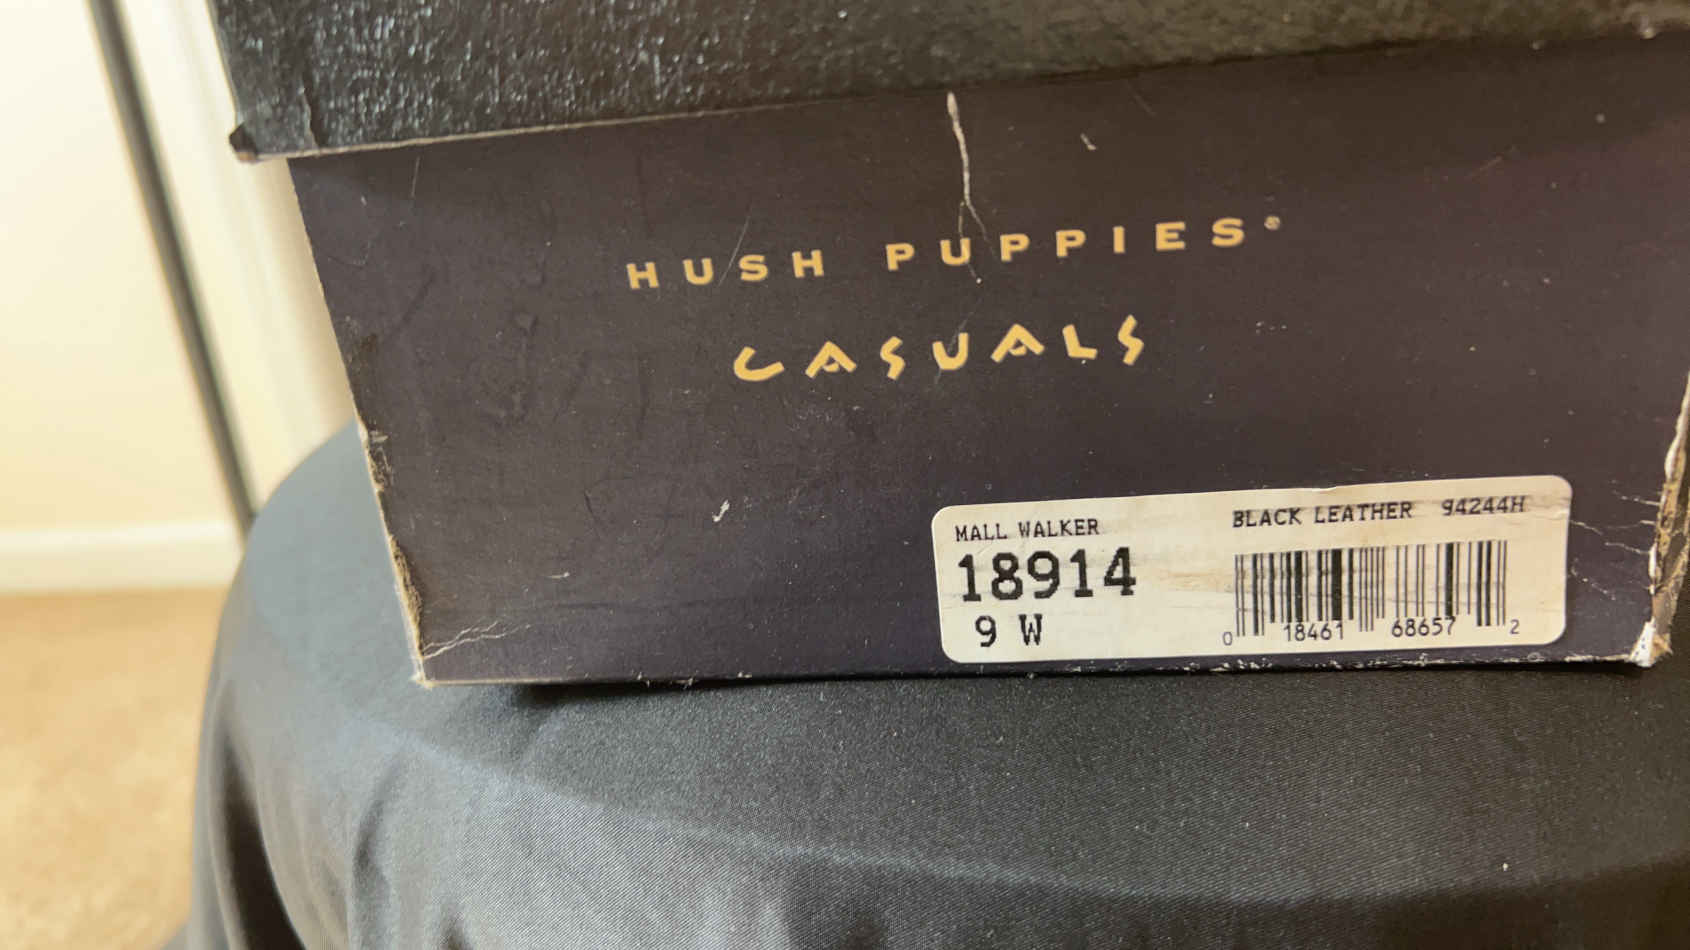 HUSH PUPPIES®
CASUALS
MALL WALKER
BLACK LEATHER 94244H
18914
9 W
0 18461 68657 2